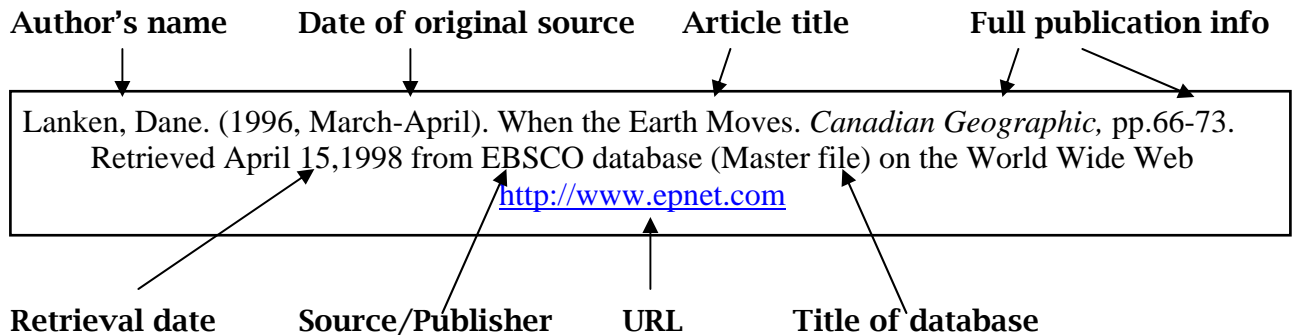 Author's name Date of original source Article title Full publication info
Lanken, Dane. (1996, March-April). When the Earth Moves. Canadian Geographic, pp.66-73.
Retrieved April 15,1998 from EBSCO database (Master file) on the World Wide Web
http://www.epnet.com
Retrieval date Source/Publisher URL Title of database